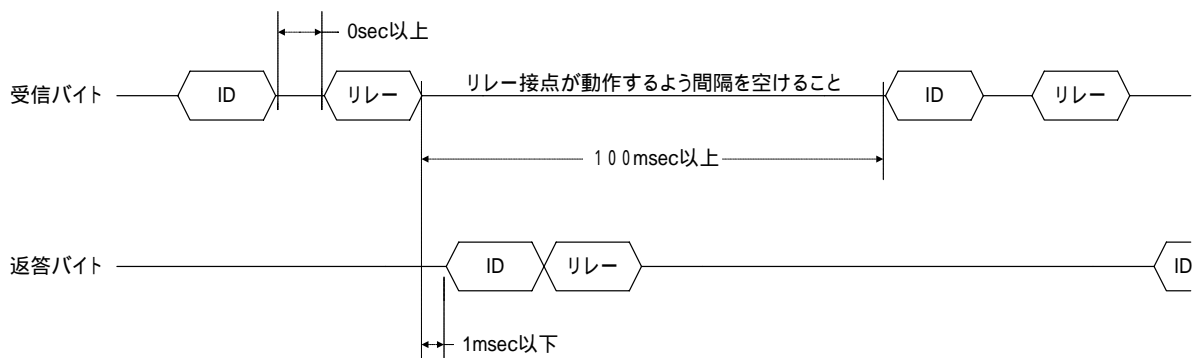 0sec以上
受信バイト
ID
リレー
リレー接点が動作するよう間隔を空けること
ID
リレー
１００msec以上
返答バイト
ID
リレー
ID
1msec以下